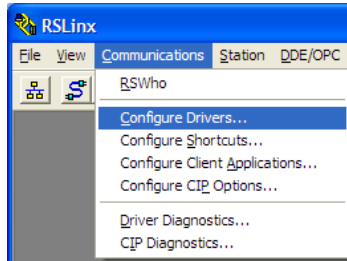 RSLinx
File View Communications Station DDE/OPC
RSWho
Configure Drivers...
Configure Shortcuts...
Configure Client Applications...
Configure CIP Options...
Driver Diagnostics...
CIP Diagnostics...